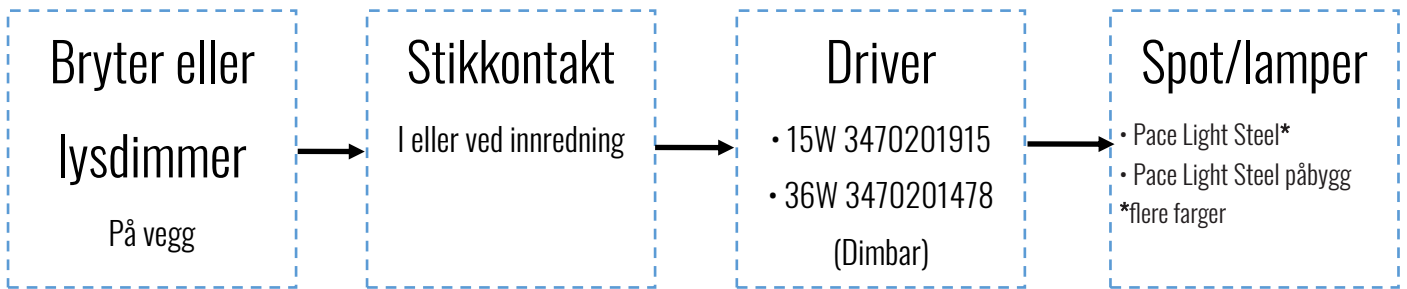 Bryter eller
lysdimmer
På vegg
Stikkontakt
I eller ved innredning
Driver
• 15W 3470201915
• 36W 3470201478
(Dimbar)
Spot/lamper
• Pace Light Steel*
• Pace Light Steel påbygg
*flere farger